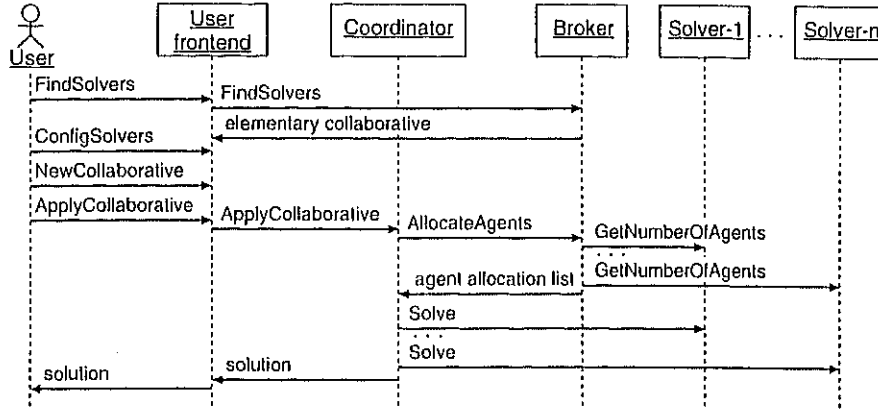 User
User
frontend
Coordinator
Broker
Solver-1
. . .
Solver-n
FindSolvers
FindSolvers
elementary collaborative
ConfigSolvers
NewCollaborative
ApplyCollaborative
ApplyCollaborative
AllocateAgents
GetNumberOfAgents
. . .
GetNumberOfAgents
agent allocation list
Solve
. . .
Solve
solution
solution